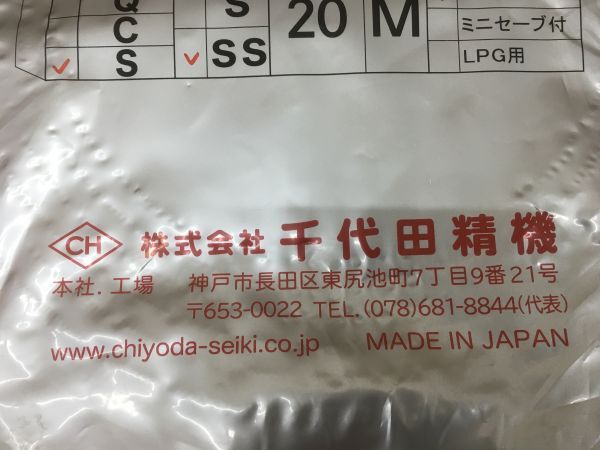 Q S 20 M ミニセーブ付
C
✓ S ✓ SS LPG用
CH 株式会社 千代田精機
本社.工場 神戸市長田区東尻池町7丁目9番21号
〒653-0022 TEL.(078)681-8844(代表)
www.chiyoda-seiki.co.jp MADE IN JAPAN